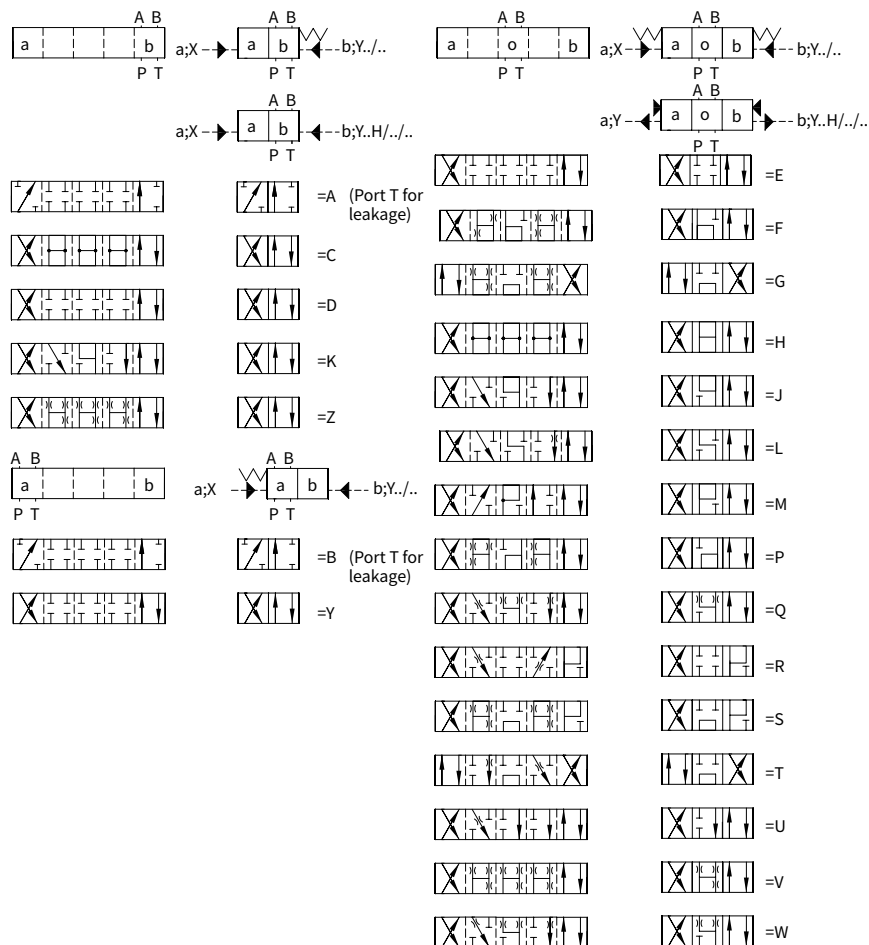 A B
a b
P T
A B
a;X a b b;Y../..
P T
A B
a;X a b b;Y..H/../..
P T
=A (Port T for
leakage)
=C
=D
=K
=Z
A B
a b
P T
A B
a;X a b b;Y../..
P T
=B (Port T for
leakage)
=Y
A B
a o b
P T
A B
a;X a o b b;Y../..
P T
A B
a;Y a o b b;Y..H/../..
P T
=E
=F
=G
=H
=J
=L
=M
=P
=Q
=R
=S
=T
=U
=V
=W